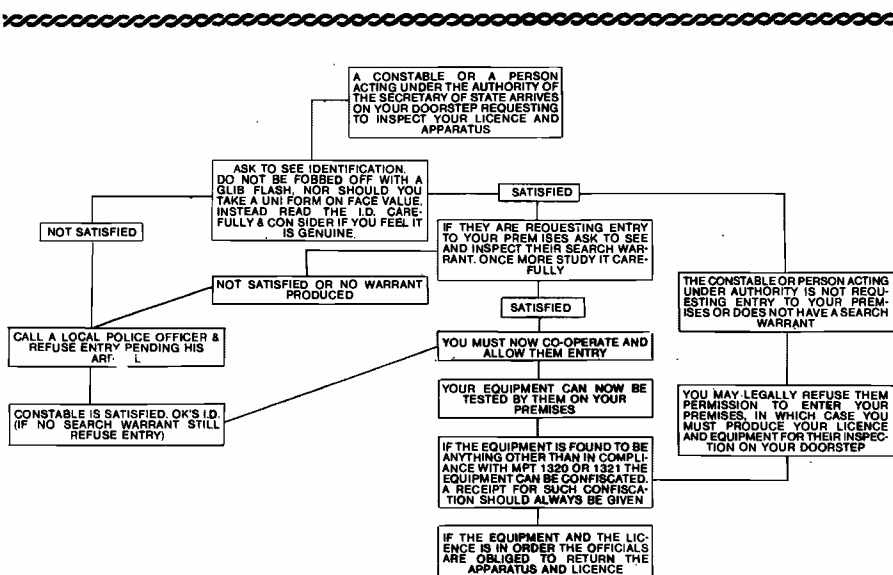 A CONSTABLE OR A PERSON
ACTING UNDER THE AUTHORITY OF
THE SECRETARY OF STATE ARRIVES
ON YOUR DOORSTEP REQUESTING
TO INSPECT YOUR LICENCE AND
APPARATUS
ASK TO SEE IDENTIFICATION.
DO NOT BE FOBBED OFF WITH A
GLIB FLASH, NOR SHOULD YOU
TAKE A UNI FORM ON FACE VALUE.
INSTEAD READ THE I.D. CARE-
FULLY & CON SIDER IF YOU FEEL IT
IS GENUINE.
SATISFIED
NOT SATISFIED
IF THEY ARE REQUESTING ENTRY
TO YOUR PREM ISES ASK TO SEE
AND INSPECT THEIR SEARCH WAR-
RANT. ONCE MORE STUDY IT CARE-
FULLY
NOT SATISFIED OR NO WARRANT
PRODUCED
THE CONSTABLE OR PERSON ACTING
UNDER AUTHORITY IS NOT REQU-
ESTING ENTRY TO YOUR PREM-
ISES OR DOES NOT HAVE A SEARCH
WARRANT
SATISFIED
CALL A LOCAL POLICE OFFICER &
REFUSE ENTRY PENDING HIS
YOU MUST NOW CO-OPERATE AND
ALLOW THEM ENTRY
YOUR EQUIPMENT CAN NOW BE
TESTED BY THEM ON YOUR
PREMISES
CONSTABLE IS SATISFIED. OK'S I.D.
(IF NO SEARCH WARRANT STILL
REFUSE ENTRY)
YOU MAY LEGALLY REFUSE THEM
PERMISSION TO ENTER YOUR
PREMISES, IN WHICH CASE YOU
MUST PRODUCE YOUR LICENCE
AND EQUIPMENT FOR THEIR INSPEC-
TION ON YOUR DOORSTEP
IF THE EQUIPMENT IS FOUND TO BE
ANYTHING OTHER THAN IN COMPLI-
ANCE WITH MPT 1320 OR 1321 THE
EQUIPMENT CAN BE CONFISCATED.
A RECEIPT FOR SUCH CONFISCA-
TION SHOULD ALWAYS BE GIVEN
IF THE EQUIPMENT AND THE LIC-
ENCE IS IN ORDER THE OFFICIALS
ARE OBLIGED TO RETURN THE
APPARATUS AND LICENCE